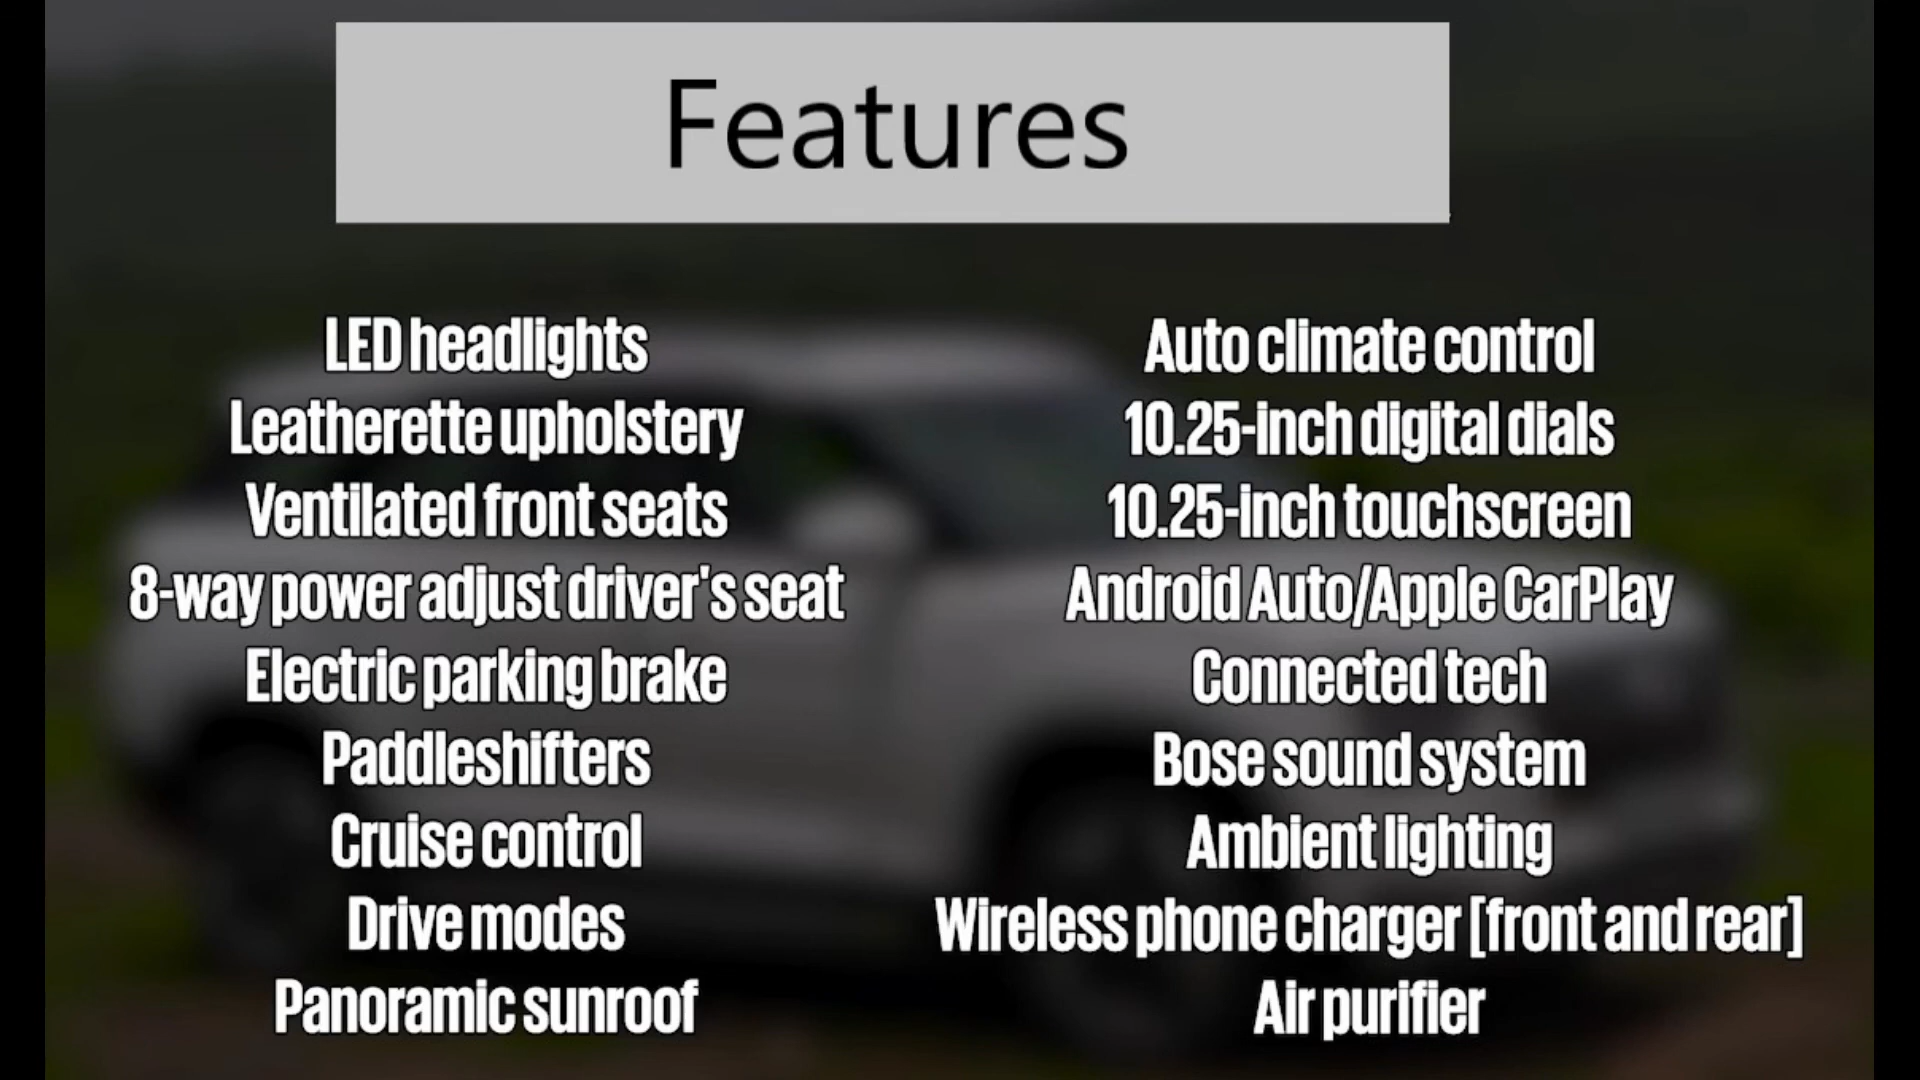 Features
LED headlights
Leatherette upholstery
Ventilated front seats
8-way power adjust driver's seat
Electric parking brake
Paddleshifters
Cruise control
Drive modes
Panoramic sunroof
Auto climate control
10.25-inch digital dials
10.25-inch touchscreen
Android Auto/Apple CarPlay
Connected tech
Bose sound system
Ambient lighting
Wireless phone charger [front and rear]
Air purifier